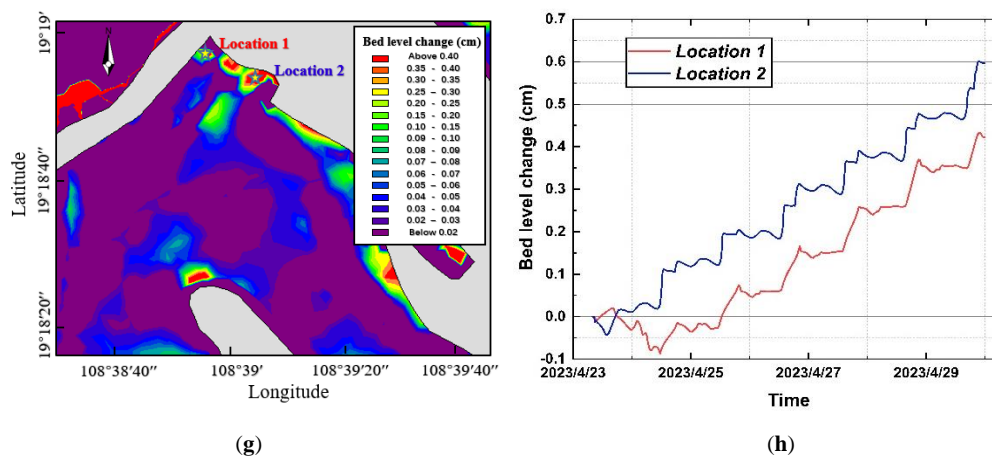 19°19′
19°18′40″
19°18′20″
Latitude
N
Location 1
Location 2
Bed level change (cm)
Above 0.40
0.35 - 0.40
0.30 - 0.35
0.25 - 0.30
0.20 - 0.25
0.15 - 0.20
0.10 - 0.15
0.09 - 0.10
0.08 - 0.09
0.07 - 0.08
0.06 - 0.07
0.05 - 0.06
0.04 - 0.05
0.03 - 0.04
0.02 - 0.03
Below 0.02
108°38′40″ 108°39′ 108°39′20″ 108°39′40″
Longitude
(g)
0.7
0.6
0.5
0.4
0.3
0.2
0.1
0.0
-0.1
Bed level change (cm)
Location 1
Location 2
2023/4/23 2023/4/25 2023/4/27 2023/4/29
Time
(h)